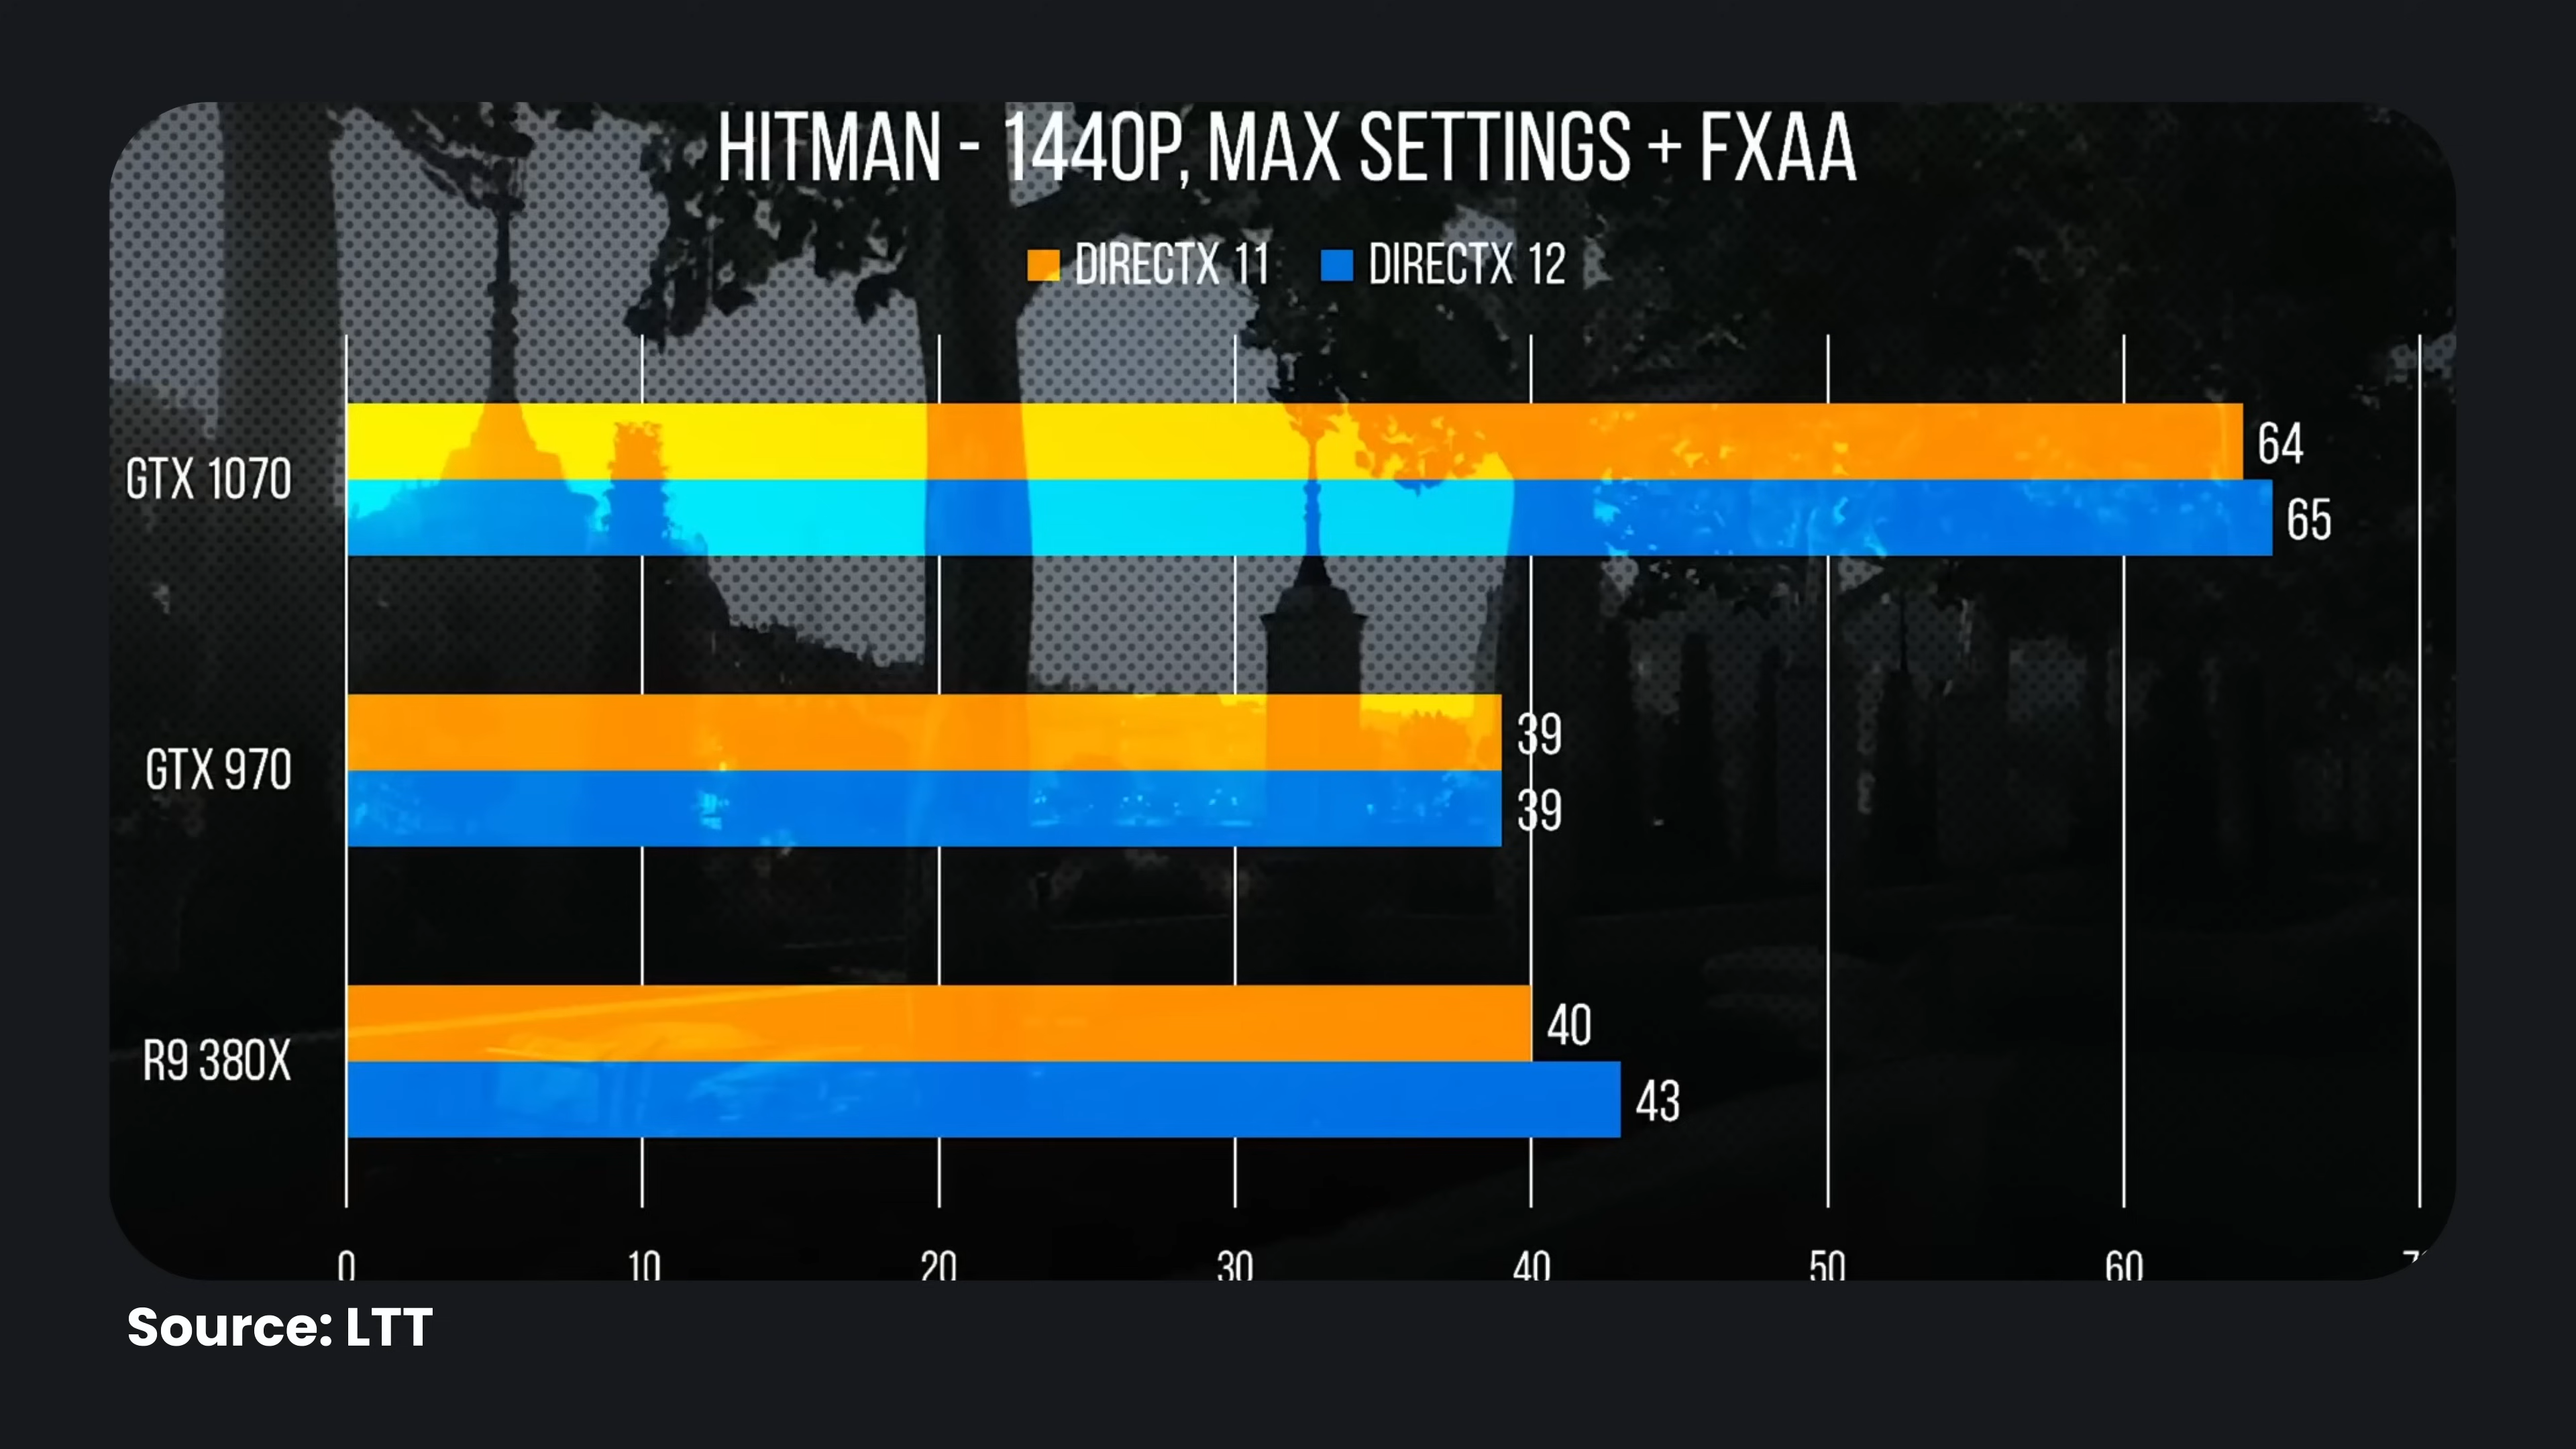 HITMAN - 1440P, MAX SETTINGS + FXAA
DIRECTX 11 DIRECTX 12
GTX 1070
64
65
GTX 970
39
39
R9 380X
40
43
0 10 20 30 40 50 60
Source: LTT